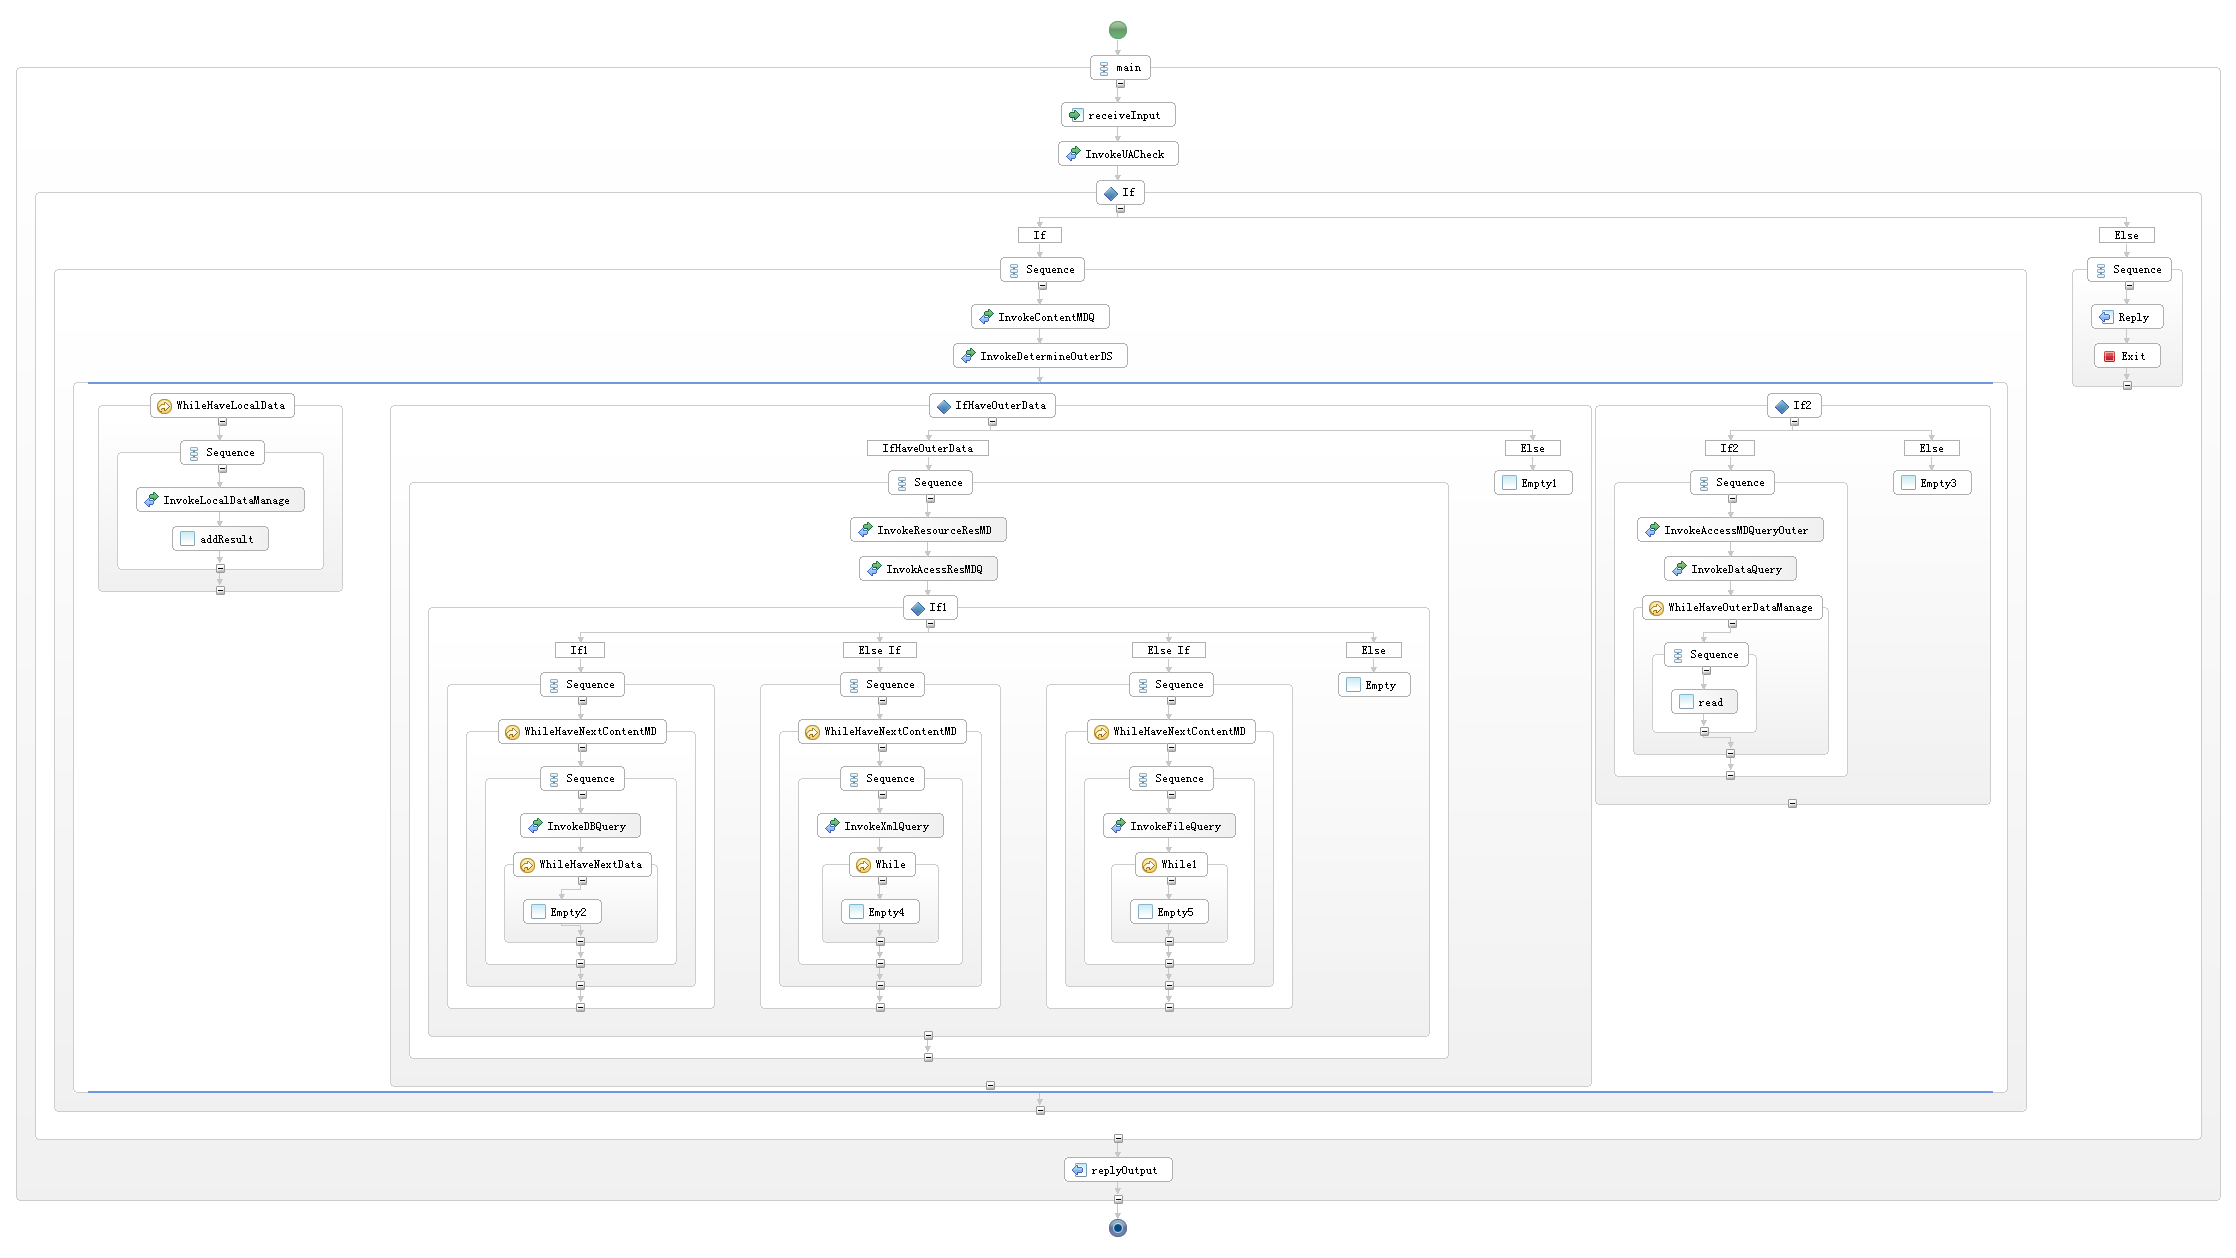 main
receiveInput
InvokeUACheck
If
If
Else
Sequence
Sequence
InvokeContentMDQ
Reply
InvokeDetermineOuterDS
Exit
WhileHaveLocalData
IfHaveOuterData
If2
IfHaveOuterData
Else
If2
Else
Sequence
Sequence
Empty1
Sequence
Empty3
InvokeLocalDataManage
InvokeResourceResMD
InvokeAccessMDQueryOuter
addResult
InvokAcessResMDQ
InvokeDataQuery
If1
WhileHaveOuterDataManage
If1
Else If
Else If
Else
Sequence
Sequence
Sequence
Sequence
Empty
read
WhileHaveNextContentMD
WhileHaveNextContentMD
WhileHaveNextContentMD
Sequence
Sequence
Sequence
InvokeDBQuery
InvokeXmlQuery
InvokeFileQuery
WhileHaveNextData
While
While1
Empty2
Empty4
Empty5
replyOutput